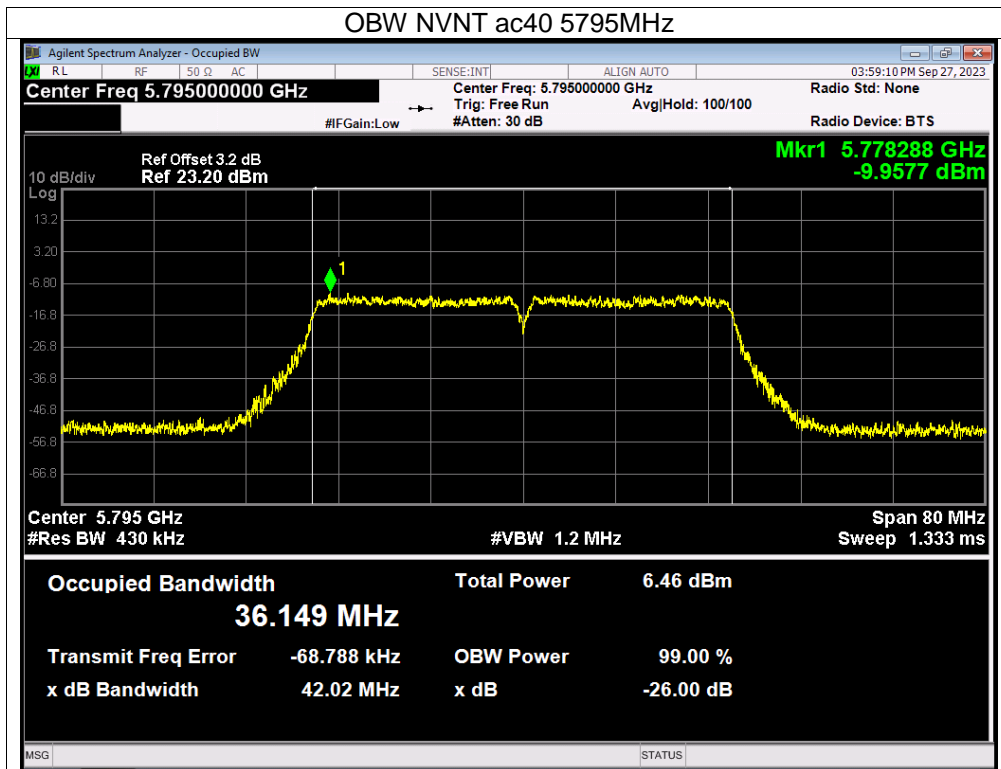 OBW NVNT ac40 5795MHz
Agilent Spectrum Analyzer - Occupied BW
LXI RL RF 50 Ω AC SENSE:INT ALIGN AUTO 03:59:10 PM Sep 27, 2023
Center Freq 5.795000000 GHz Center Freq: 5.795000000 GHz Radio Std: None
Trig: Free Run Avg|Hold: 100/100
#IFGain:Low #Atten: 30 dB Radio Device: BTS
Mkr1 5.778288 GHz
-9.9577 dBm
Ref Offset 3.2 dB
10 dB/div Ref 23.20 dBm
Log
13.2
3.20
1
-6.80
-16.8
-26.8
-36.8
-46.8
-56.8
-66.8
Center 5.795 GHz Span 80 MHz
#Res BW 430 kHz #VBW 1.2 MHz Sweep 1.333 ms
Occupied Bandwidth Total Power 6.46 dBm
36.149 MHz
Transmit Freq Error -68.788 kHz OBW Power 99.00 %
x dB Bandwidth 42.02 MHz x dB -26.00 dB
MSG STATUS